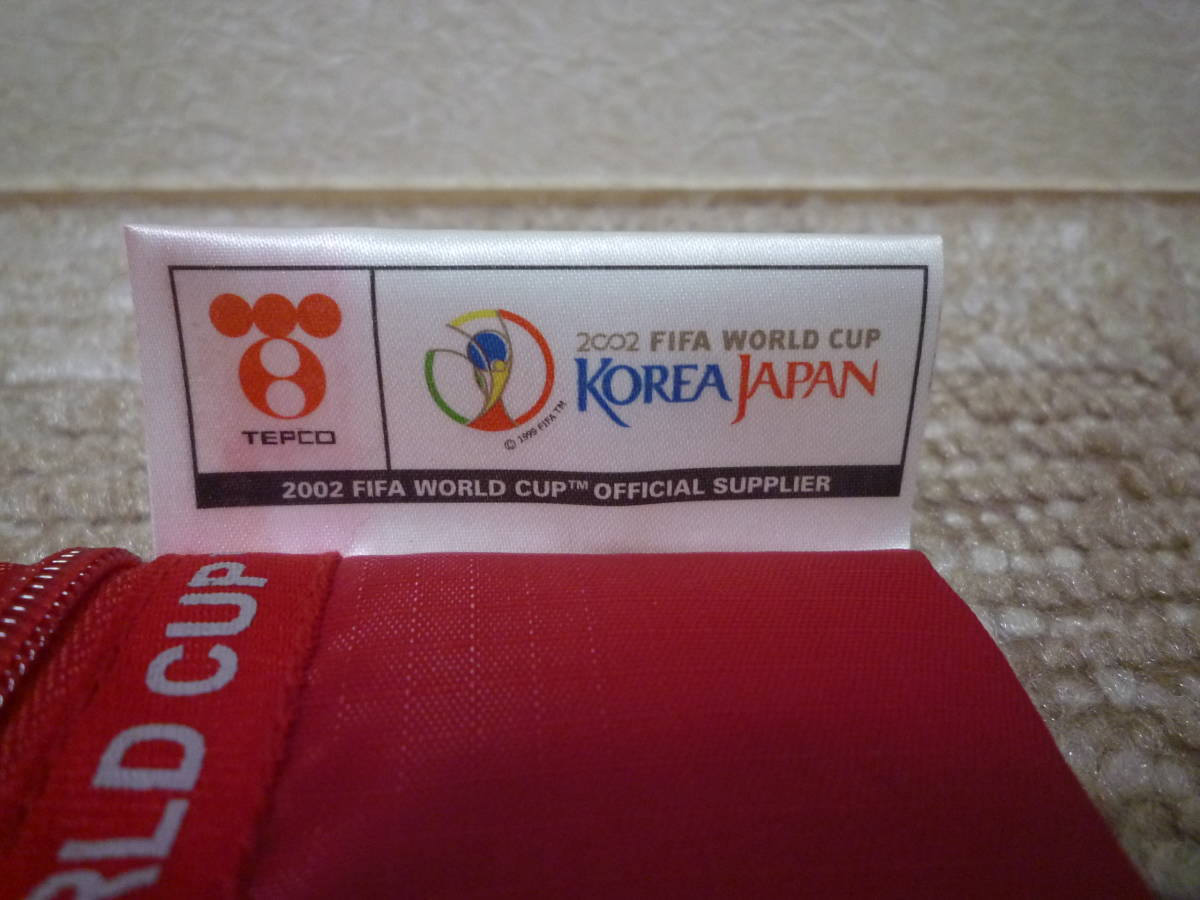 TEPCO
2002 FIFA WORLD CUP
KOREA JAPAN
© 1999 FIFA TM
2002 FIFA WORLD CUP™ OFFICIAL SUPPLIER
RLD CUP